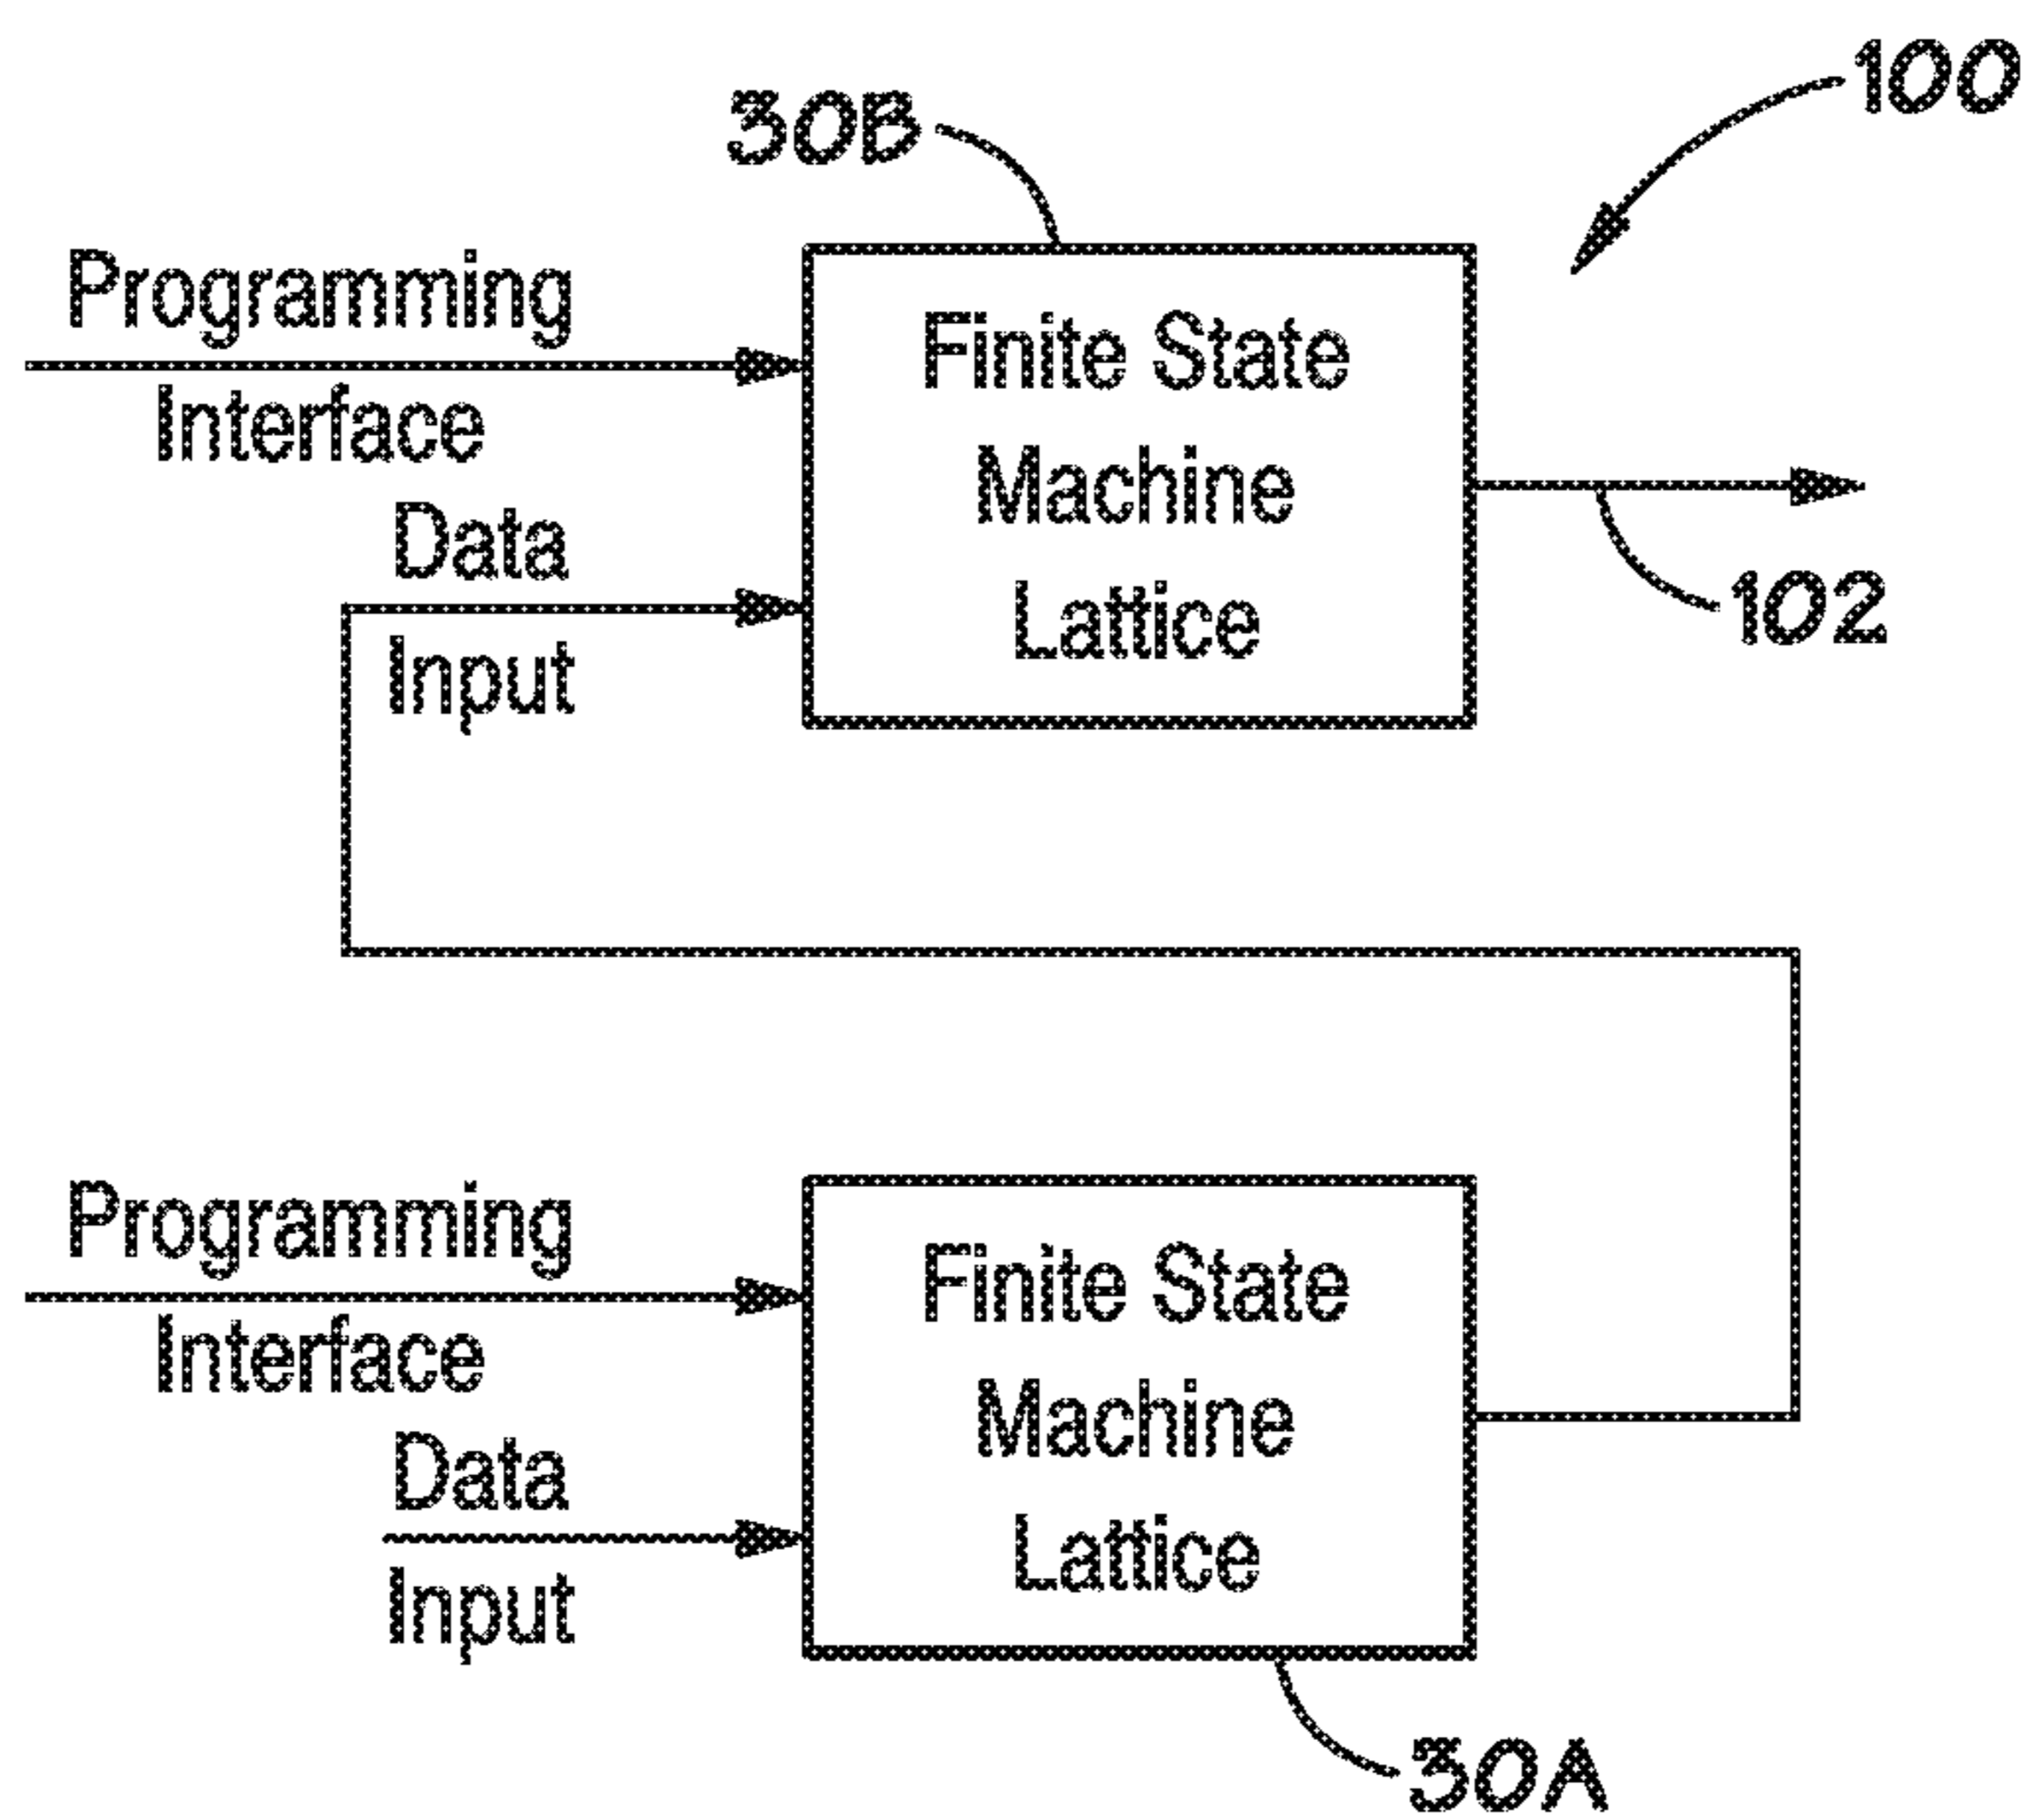 100
30B
Programming
Interface
Data
Input
Finite State
Machine
Lattice
102
Programming
Interface
Data
Input
Finite State
Machine
Lattice
30A